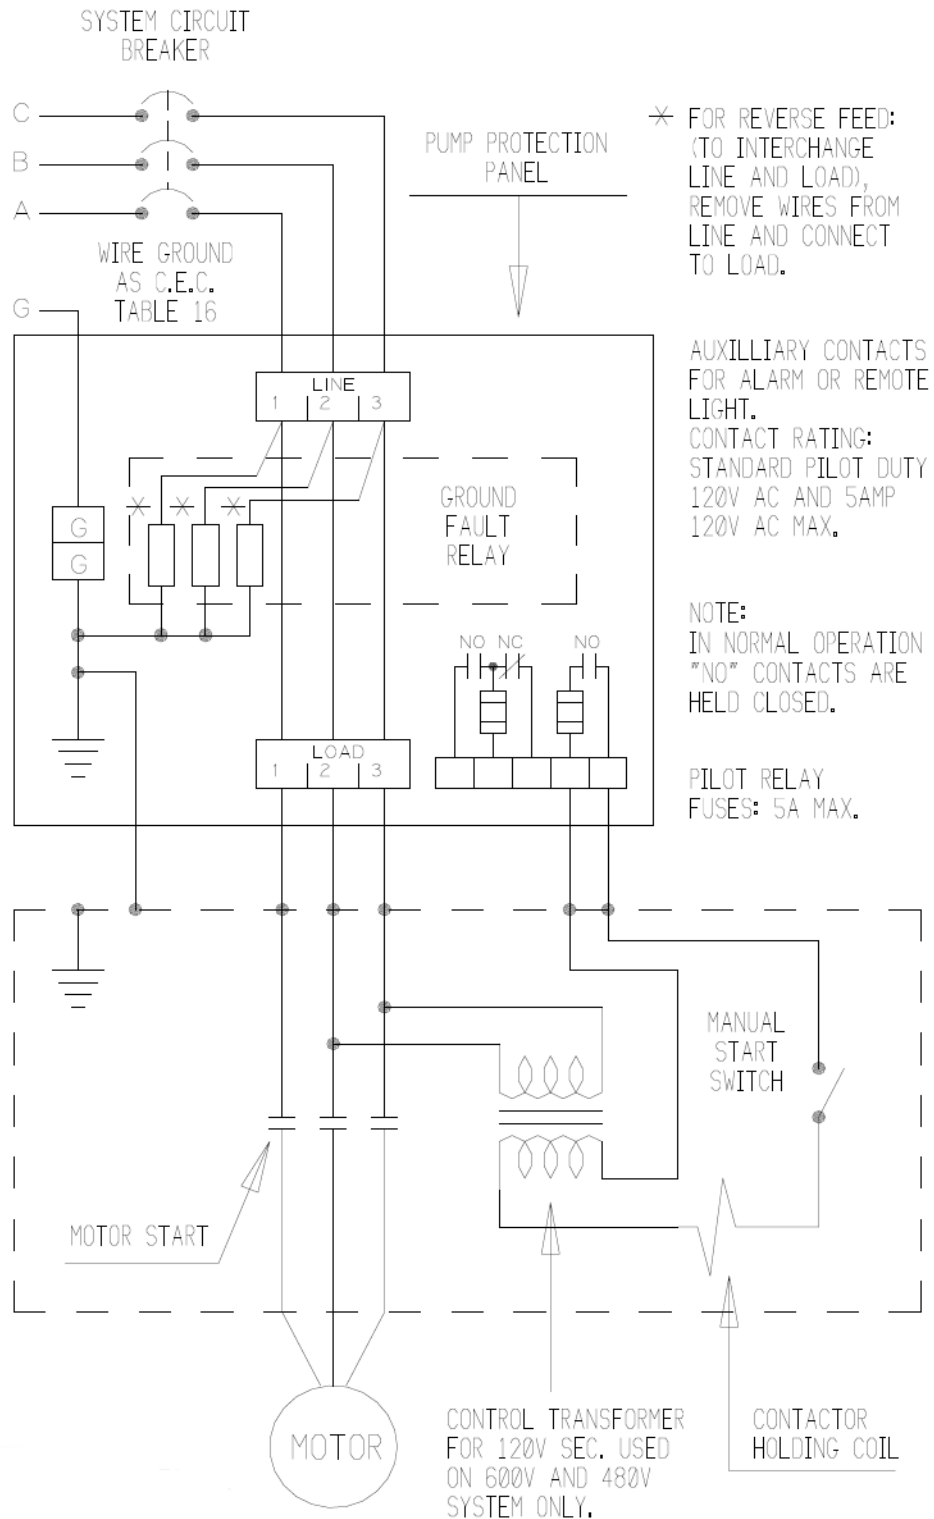 SYSTEM CIRCUIT
BREAKER
C
B
A
WIRE GROUND
AS C.E.C.
TABLE 16
G
PUMP PROTECTION
PANEL
* FOR REVERSE FEED:
(TO INTERCHANGE
LINE AND LOAD),
REMOVE WIRES FROM
LINE AND CONNECT
TO LOAD.
AUXILLIARY CONTACTS
FOR ALARM OR REMOTE
LIGHT.
CONTACT RATING:
STANDARD PILOT DUTY
120V AC AND 5AMP
120V AC MAX.
NOTE:
IN NORMAL OPERATION
"NO" CONTACTS ARE
HELD CLOSED.
PILOT RELAY
FUSES: 5A MAX.
LINE
1 2 3
* * *
GROUND
FAULT
RELAY
G
G
NO NC NO
LOAD
1 2 3
MANUAL
START
SWITCH
MOTOR START
MOTOR
CONTROL TRANSFORMER
FOR 120V SEC. USED
ON 600V AND 480V
SYSTEM ONLY.
CONTACTOR
HOLDING COIL